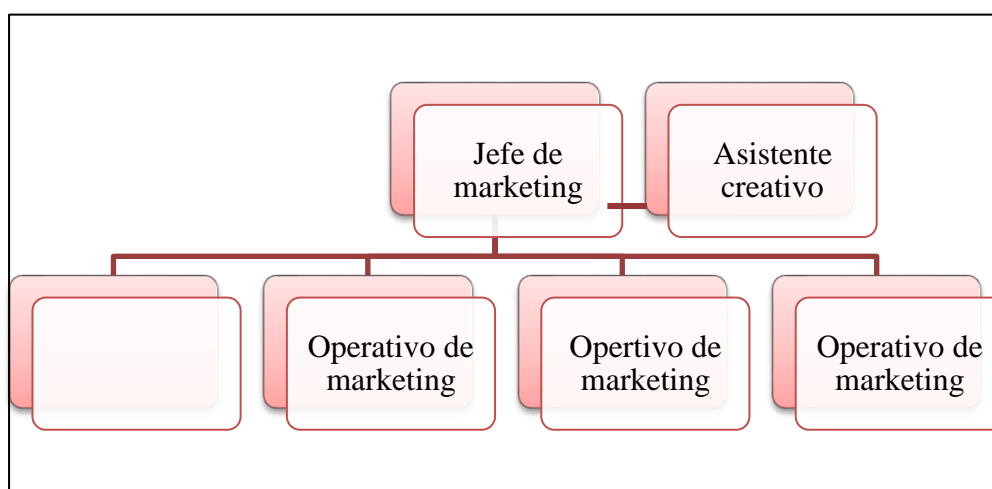 Jefe de
marketing
Asistente
creativo
Operativo de
marketing
Opertivo de
marketing
Operativo de
marketing